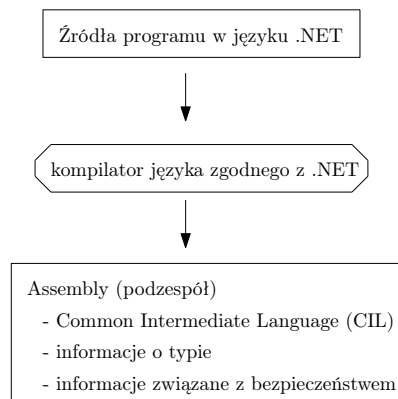 Źródła programu w języku .NET
kompilator języka zgodnego z .NET
Assembly (podzespół)
- Common Intermediate Language (CIL)
- informacje o typie
- informacje związane z bezpieczeństwem